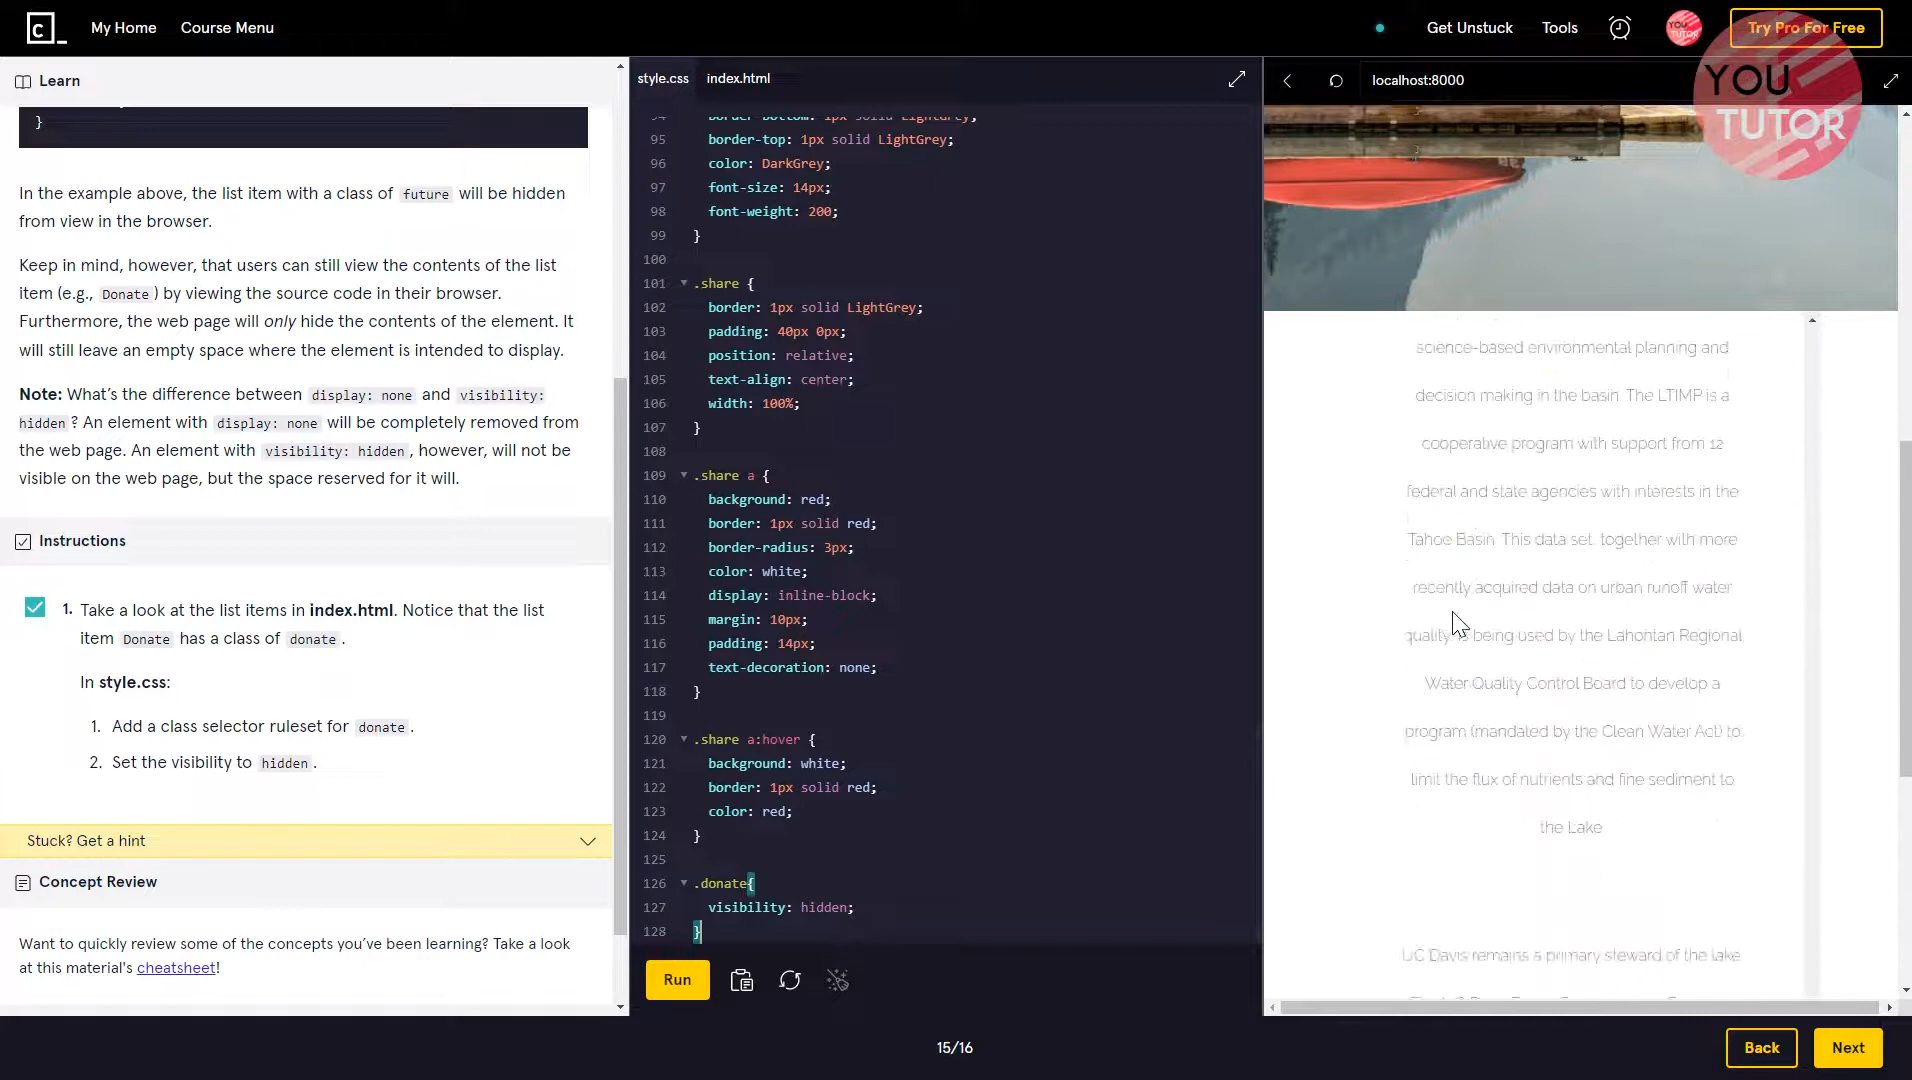 C_
My Home
Course Menu
Get Unstuck
Tools
YOU
TUTOR
Try Pro For Free
YOU
TUTOR
Learn
style.css
index.html
localhost:8000
}
In the example above, the list item with a class of future will be hidden
from view in the browser.
Keep in mind, however, that users can still view the contents of the list
item (e.g., Donate) by viewing the source code in their browser.
Furthermore, the web page will only hide the contents of the element. It
will still leave an empty space where the element is intended to display.
Note: What's the difference between display: none and visibility:
hidden? An element with display: none will be completely removed from
the web page. An element with visibility: hidden, however, will not be
visible on the web page, but the space reserved for it will.
Instructions
1. Take a look at the list items in index.html. Notice that the list
item Donate has a class of donate.
In style.css:
1. Add a class selector ruleset for donate.
2. Set the visibility to hidden.
Stuck? Get a hint
Concept Review
Want to quickly review some of the concepts you've been learning? Take a look
at this material's cheatsheet!
94 border-bottom: 1px solid LightGrey;
95 border-top: 1px solid LightGrey;
96 color: DarkGrey;
97 font-size: 14px;
98 font-weight: 200;
99 }
100
101 .share {
102 border: 1px solid LightGrey;
103 padding: 40px 0px;
104 position: relative;
105 text-align: center;
106 width: 100%;
107 }
108
109 .share a {
110 background: red;
111 border: 1px solid red;
112 border-radius: 3px;
113 color: white;
114 display: inline-block;
115 margin: 10px;
116 padding: 14px;
117 text-decoration: none;
118 }
119
120 .share a:hover {
121 background: white;
122 border: 1px solid red;
123 color: red;
124 }
125
126 .donate{
127 visibility: hidden;
128 }
Run
science-based environmental planning and
decision making in the basin. The LTIMP is a
cooperative program with support from 12
federal and state agencies with interests in the
Tahoe Basin. This data set, together with more
recently acquired data on urban runoff water
quality, is being used by the Lahontan Regional
Water Quality Control Board to develop a
program (mandated by the Clean Water Act) to
limit the flux of nutrients and fine sediment to
the Lake
UC Davis remains a primary steward of the lake
15/16
Back
Next